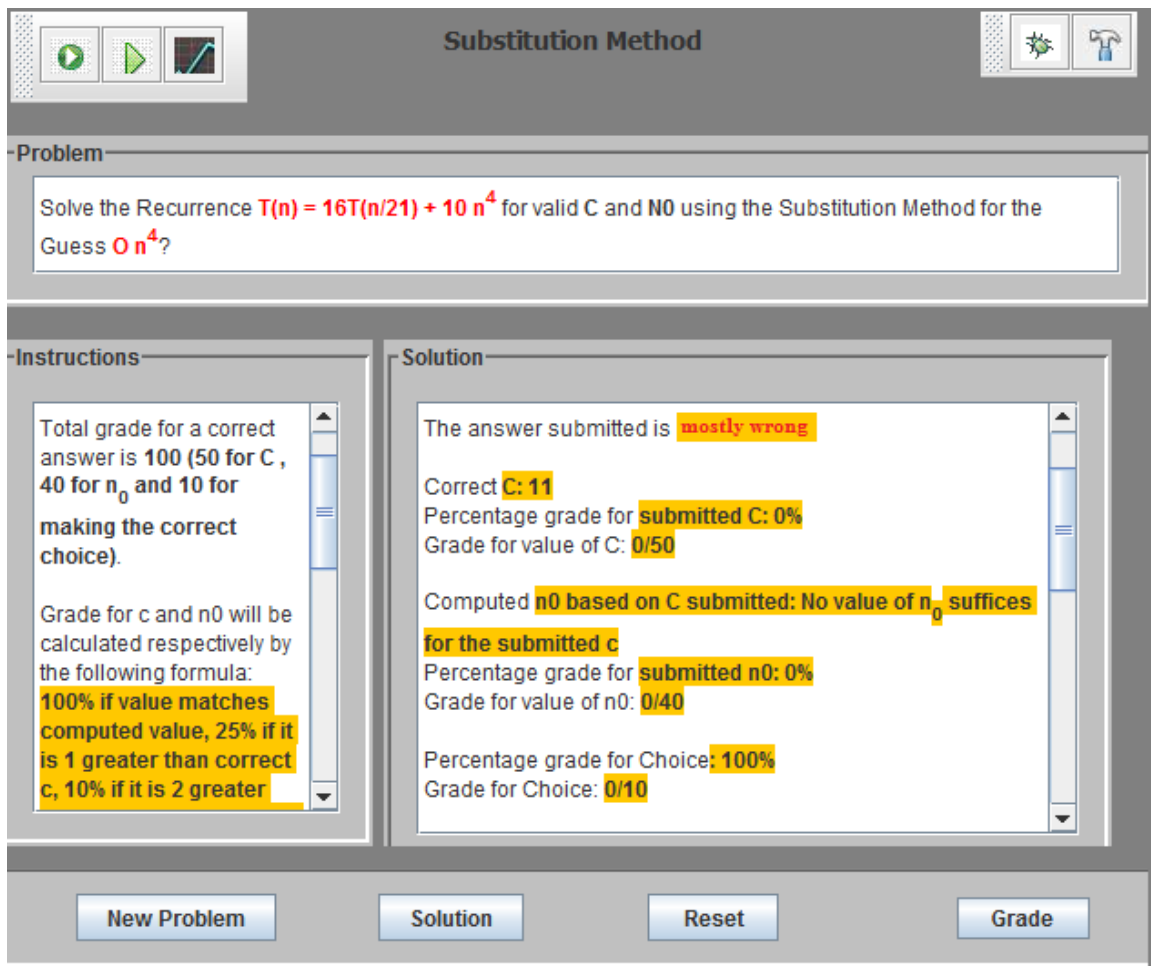 Substitution Method
Problem
Solve the Recurrence T(n) = 16T(n/21) + 10 n⁴ for valid C and N0 using the Substitution Method for the
Guess O n⁴?
Instructions
Total grade for a correct
answer is 100 (50 for C ,
40 for n₀ and 10 for
making the correct
choice).
Grade for c and n0 will be
calculated respectively by
the following formula:
100% if value matches
computed value, 25% if it
is 1 greater than correct
c, 10% if it is 2 greater
Solution
The answer submitted is mostly wrong
Correct C: 11
Percentage grade for submitted C: 0%
Grade for value of C: 0/50
Computed n0 based on C submitted: No value of n₀ suffices
for the submitted c
Percentage grade for submitted n0: 0%
Grade for value of n0: 0/40
Percentage grade for Choice: 100%
Grade for Choice: 0/10
New Problem
Solution
Reset
Grade